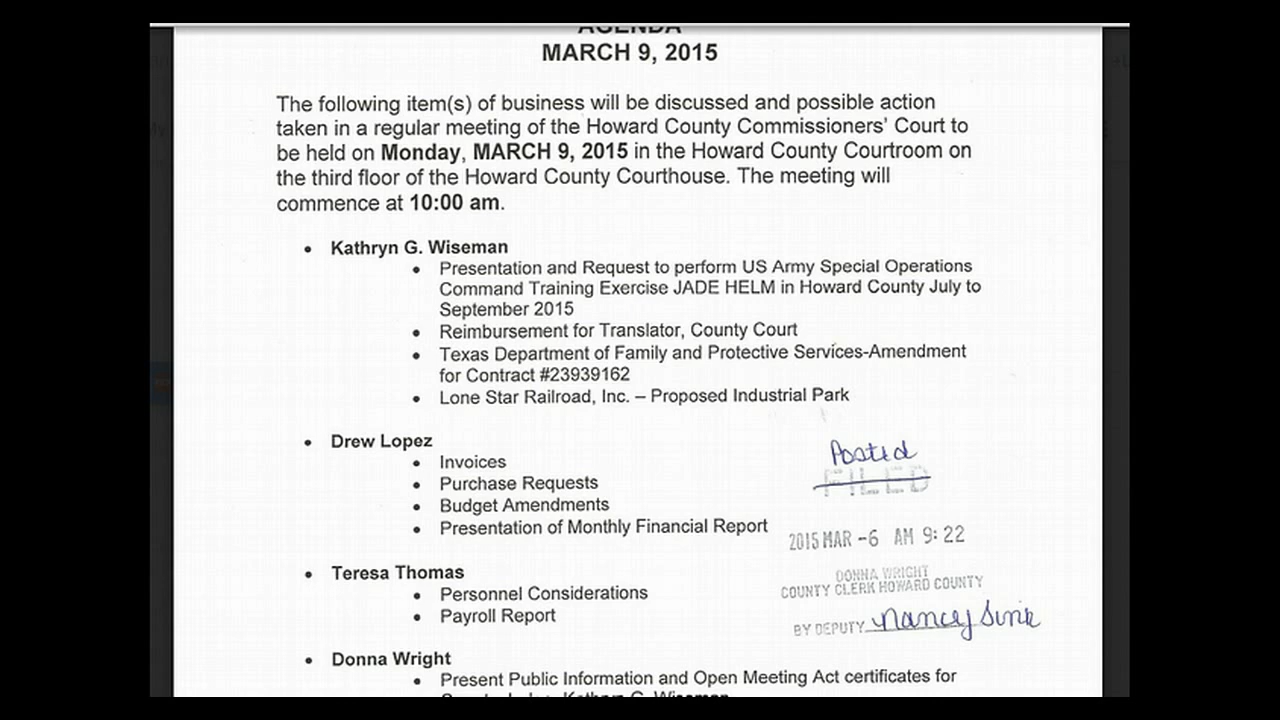 AGENDA
MARCH 9, 2015
The following item(s) of business will be discussed and possible action
taken in a regular meeting of the Howard County Commissioners' Court to
be held on Monday, MARCH 9, 2015 in the Howard County Courtroom on
the third floor of the Howard County Courthouse. The meeting will
commence at 10:00 am.
• Kathryn G. Wiseman
• Presentation and Request to perform US Army Special Operations
Command Training Exercise JADE HELM in Howard County July to
September 2015
• Reimbursement for Translator, County Court
• Texas Department of Family and Protective Services-Amendment
for Contract #23939162
• Lone Star Railroad, Inc. – Proposed Industrial Park
• Drew Lopez
• Invoices
• Purchase Requests
• Budget Amendments
• Presentation of Monthly Financial Report
Posted
FILED
2015 MAR -6 AM 9:22
DONNA WRIGHT
COUNTY CLERK HOWARD COUNTY
BY DEPUTY Nancy Sink
• Teresa Thomas
• Personnel Considerations
• Payroll Report
• Donna Wright
• Present Public Information and Open Meeting Act certificates for
Kathryn G. Wiseman